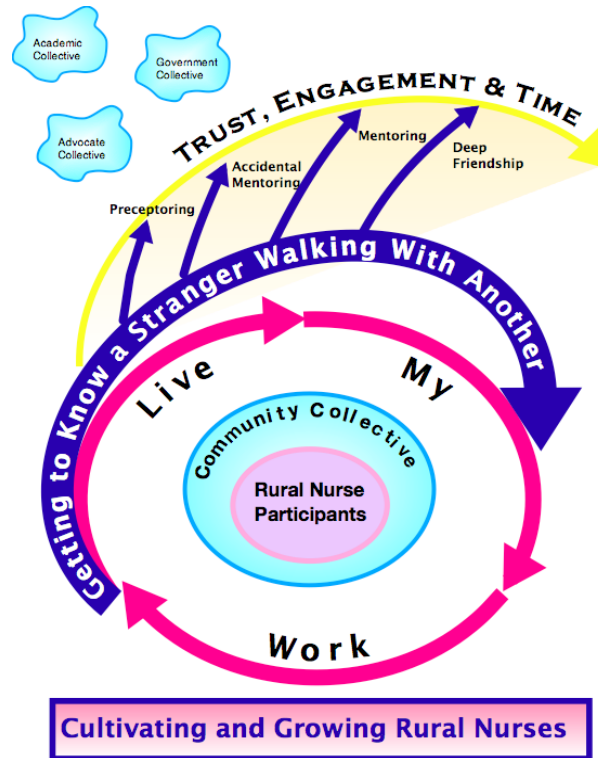 Academic
Collective
Government
Collective
Advocate
Collective
TRUST, ENGAGEMENT & TIME
Mentoring
Deep
Friendship
Accidental
Mentoring
Preceptoring
Getting to Know a Stranger Walking With Another
Live
My
Community Collective
Rural Nurse
Participants
Work
Cultivating and Growing Rural Nurses